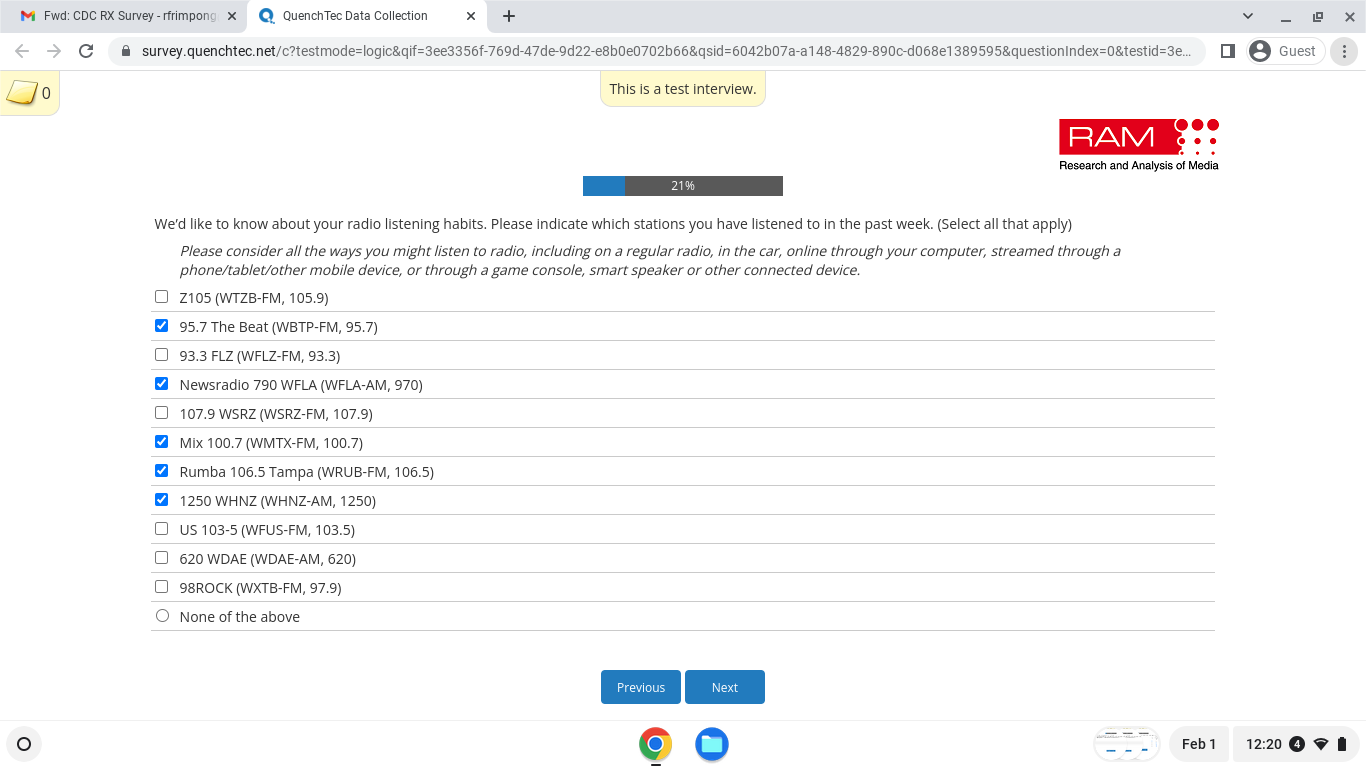 Fwd: CDC RX Survey - rfrimpong
QuenchTec Data Collection
survey.quenchtec.net/c?testmode=logic&qif=3ee3356f-769d-47de-9d22-e8b0e0702b66&qsid=6042b07a-a148-4829-890c-d068e1389595&questionIndex=0&testid=3e...
Guest
0
This is a test interview.
RAM
Research and Analysis of Media
21%
We'd like to know about your radio listening habits. Please indicate which stations you have listened to in the past week. (Select all that apply)
Please consider all the ways you might listen to radio, including on a regular radio, in the car, online through your computer, streamed through a
phone/tablet/other mobile device, or through a game console, smart speaker or other connected device.
Z105 (WTZB-FM, 105.9)
95.7 The Beat (WBTP-FM, 95.7)
93.3 FLZ (WFLZ-FM, 93.3)
Newsradio 790 WFLA (WFLA-AM, 970)
107.9 WSRZ (WSRZ-FM, 107.9)
Mix 100.7 (WMTX-FM, 100.7)
Rumba 106.5 Tampa (WRUB-FM, 106.5)
1250 WHNZ (WHNZ-AM, 1250)
US 103-5 (WFUS-FM, 103.5)
620 WDAE (WDAE-AM, 620)
98ROCK (WXTB-FM, 97.9)
None of the above
Previous
Next
Feb 1
12:20
4